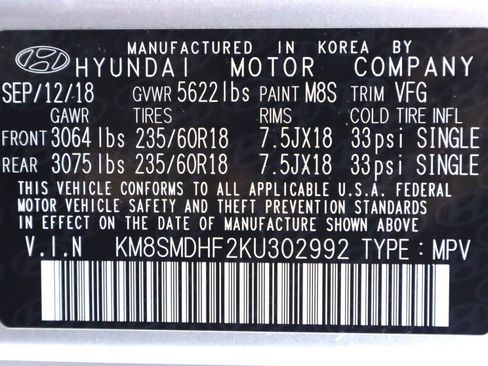 MANUFACTURED IN KOREA BY
HYUNDAI MOTOR COMPANY
SEP/12/18 GVWR 5622lbs PAINT M8S TRIM VFG
GAWR TIRES RIMS COLD TIRE INFL
FRONT 3064lbs 235/60R18 7.5JX18 33psi SINGLE
REAR 3075lbs 235/60R18 7.5JX18 33psi SINGLE
THIS VEHICLE CONFORMS TO ALL APPLICABLE U.S.A. FEDERAL
MOTOR VEHICLE SAFETY AND THEFT PREVENTION STANDARDS
IN EFFECT ON THE DATE OF MANUFACTURE SHOWN ABOVE.
V.I.N KM8SMDHF2KU302992 TYPE: MPV